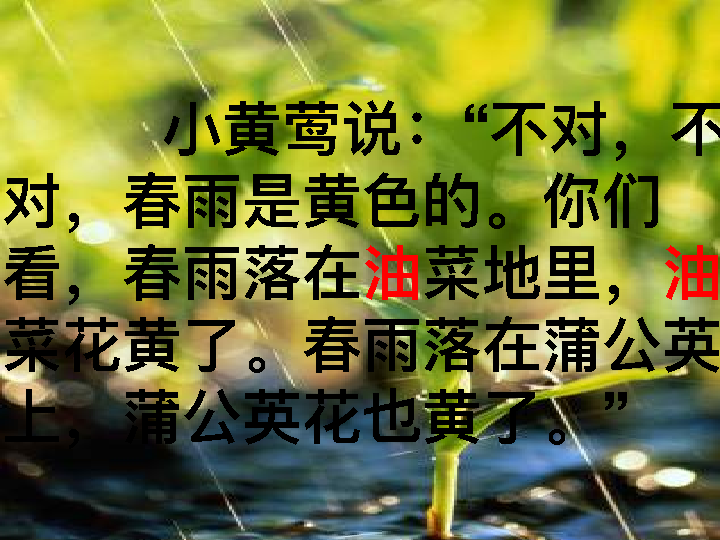 小黄莺说：“不对，不
对，春雨是黄色的。你们
看，春雨落在油菜地里，油
菜花黄了。春雨落在蒲公英
上，蒲公英花也黄了。”